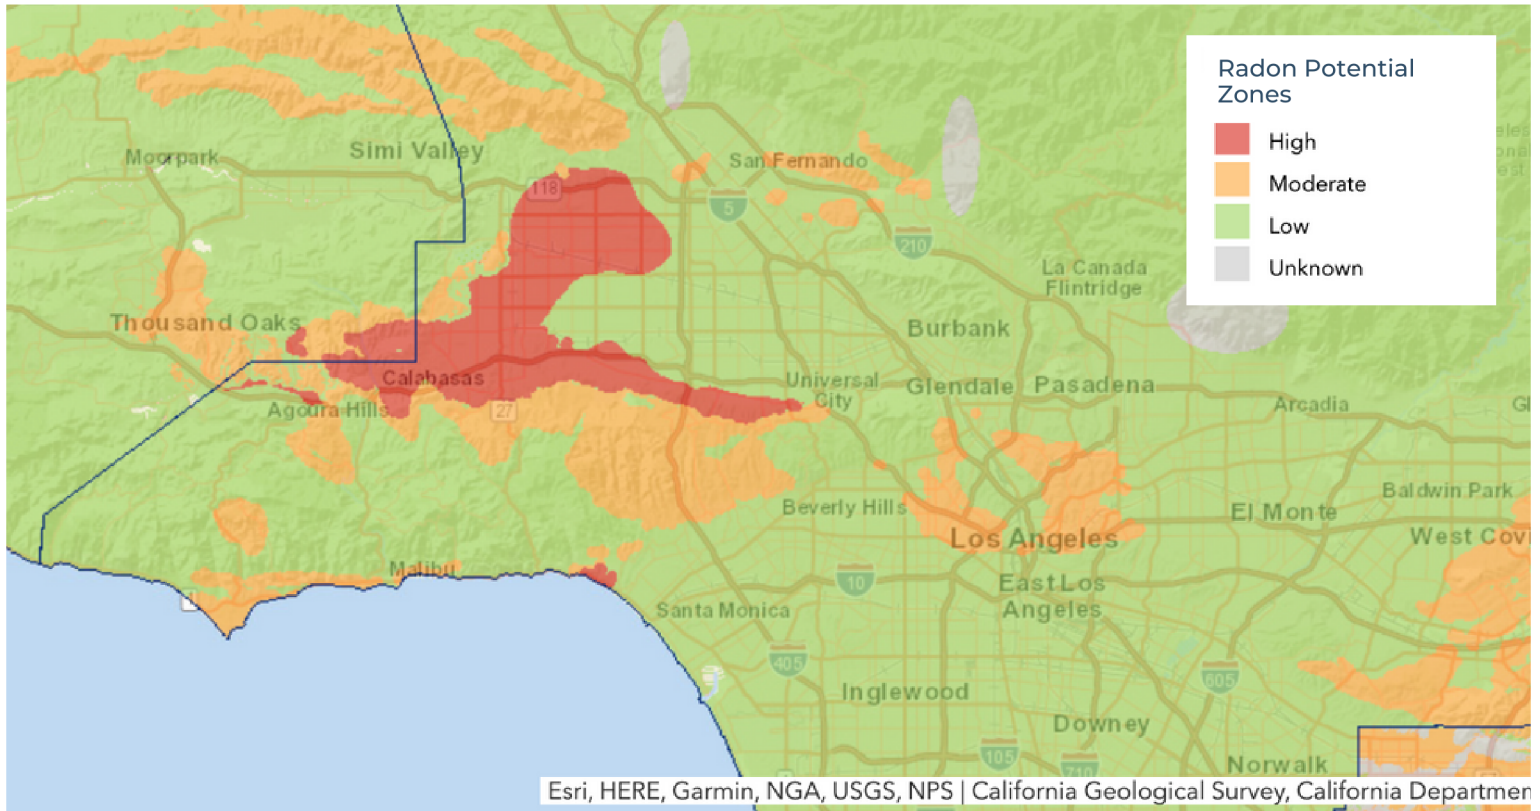 Radon Potential
Zones
High
Moderate
Low
Unknown
Moorpark
Simi Valley
118
San Fernando
5
210
La Canada
Flintridge
Thousand Oaks
Burbank
Calabasas
Universal
City
Glendale
Pasadena
Agoura Hills
27
Arcadia
Beverly Hills
Baldwin Park
El Monte
Los Angeles
West Covi
Malibu
10
East Los
Angeles
Santa Monica
405
605
Inglewood
Downey
105
710
Norwalk
Esri, HERE, Garmin, NGA, USGS, NPS | California Geological Survey, California Departmen